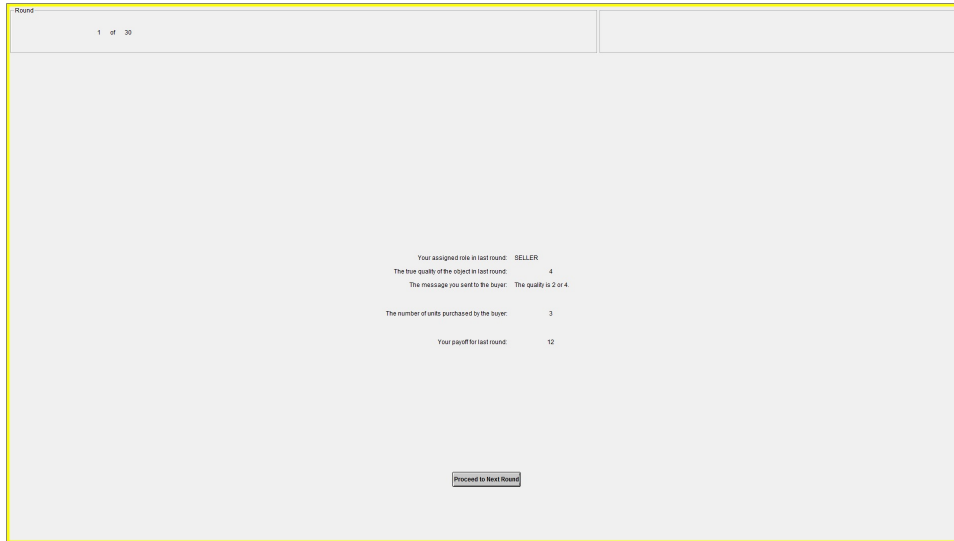 Round
1 of 30
Your assigned role in last round: SELLER
The true quality of the object in last round: 4
The message you sent to the buyer: The quality is 2 or 4.
The number of units purchased by the buyer: 3
Your payoff for last round: 12
Proceed to Next Round